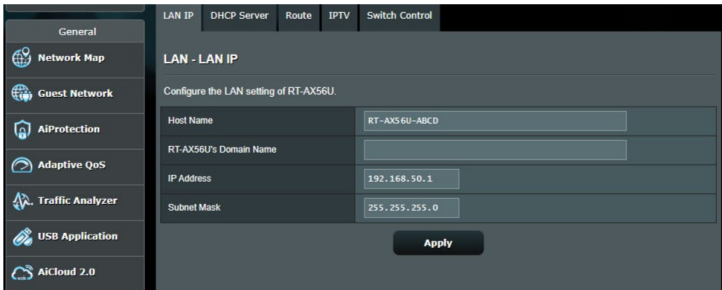 General
Network Map
Guest Network
AiProtection
Adaptive QoS
Traffic Analyzer
USB Application
AiCloud 2.0
LAN IP DHCP Server Route IPTV Switch Control
LAN - LAN IP
Configure the LAN setting of RT-AX56U.
Host Name RT-AX56U-ABCD
RT-AX56U's Domain Name
IP Address 192.168.50.1
Subnet Mask 255.255.255.0
Apply